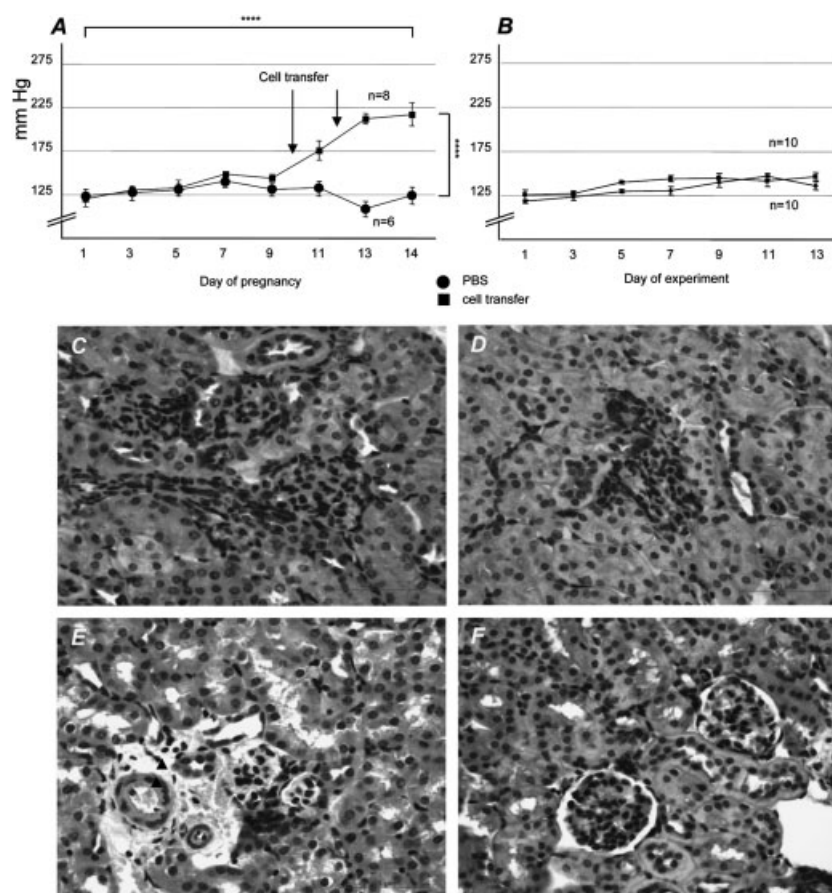 A
B
****
275
225
175
125
mm Hg
Cell transfer
n=8
n=6
****
1 3 5 7 9 11 13 14
Day of pregnancy
275
225
175
125
n=10
n=10
1 3 5 7 9 11 13
Day of experiment
PBS
cell transfer
C
D
E
F